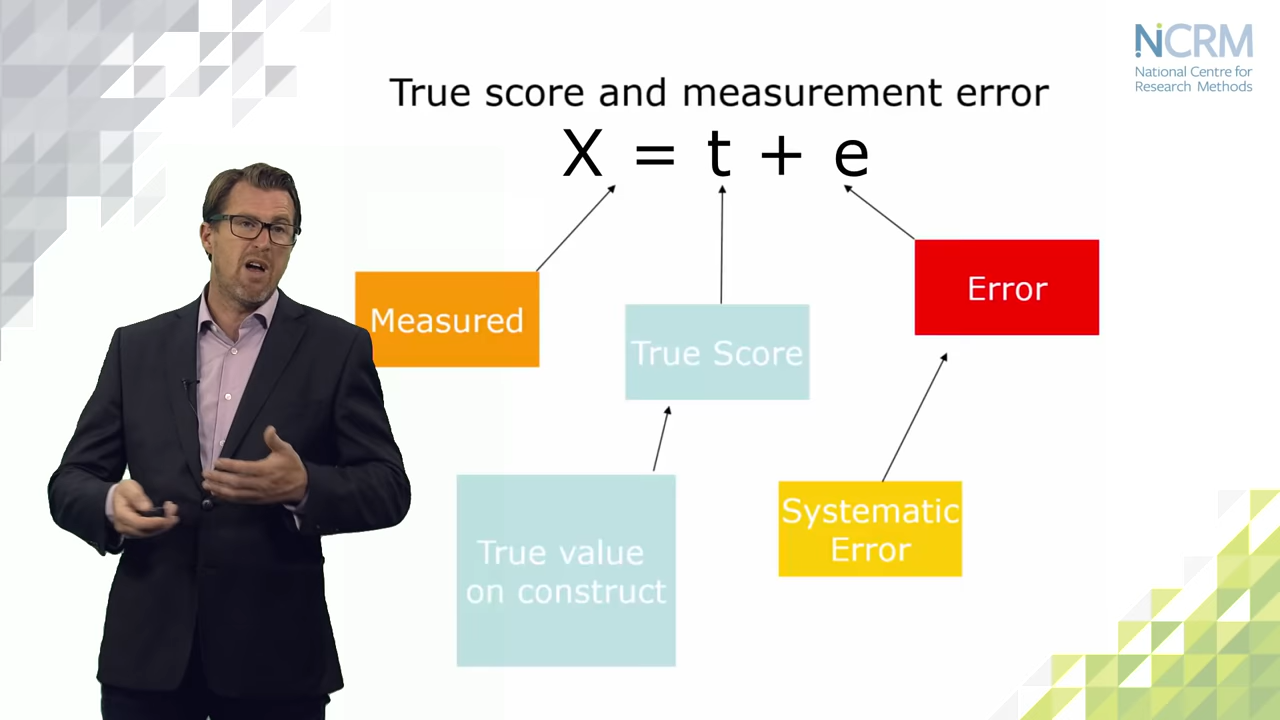 NCRM
National Centre for
Research Methods
True score and measurement error
X = t + e
Measured
True Score
Error
True value
on construct
Systematic
Error